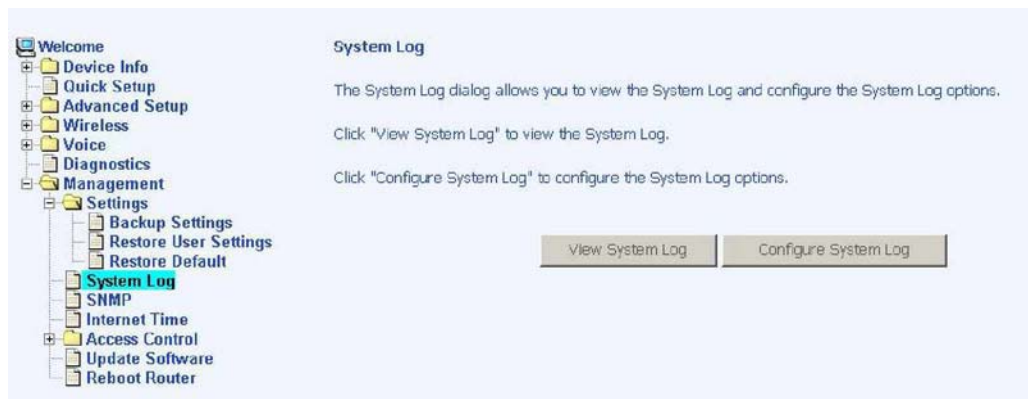 Welcome
Device Info
Quick Setup
Advanced Setup
Wireless
Voice
Diagnostics
Management
Settings
Backup Settings
Restore User Settings
Restore Default
System Log
SNMP
Internet Time
Access Control
Update Software
Reboot Router
System Log
The System Log dialog allows you to view the System Log and configure the System Log options.
Click "View System Log" to view the System Log.
Click "Configure System Log" to configure the System Log options.
View System Log
Configure System Log